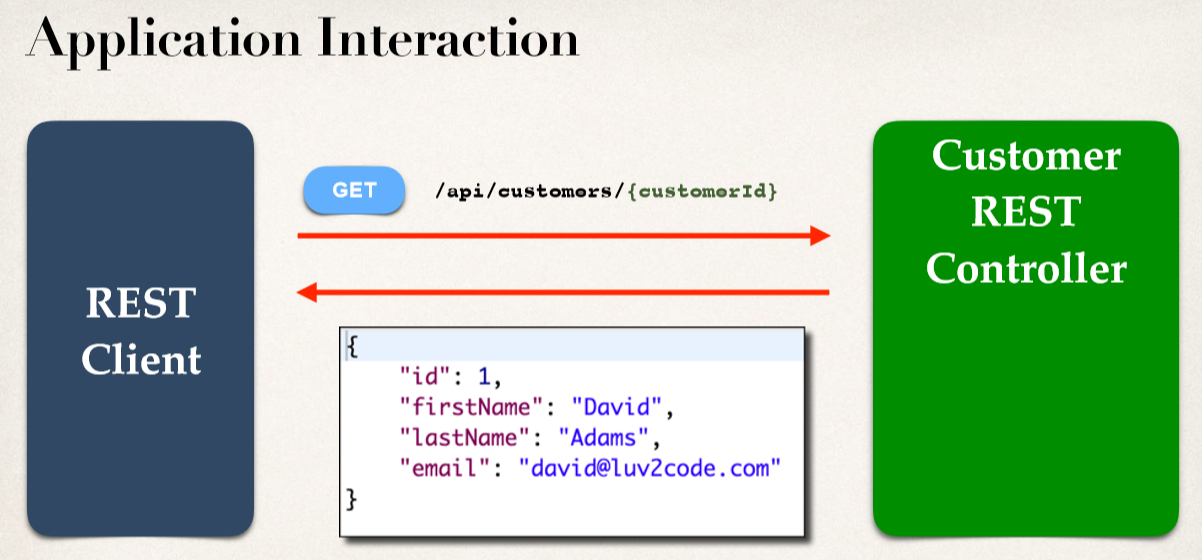 Application Interaction
REST
Client
GET /api/customers/{customerId}
{
"id": 1,
"firstName": "David",
"lastName": "Adams",
"email": "david@luv2code.com"
}
Customer
REST
Controller